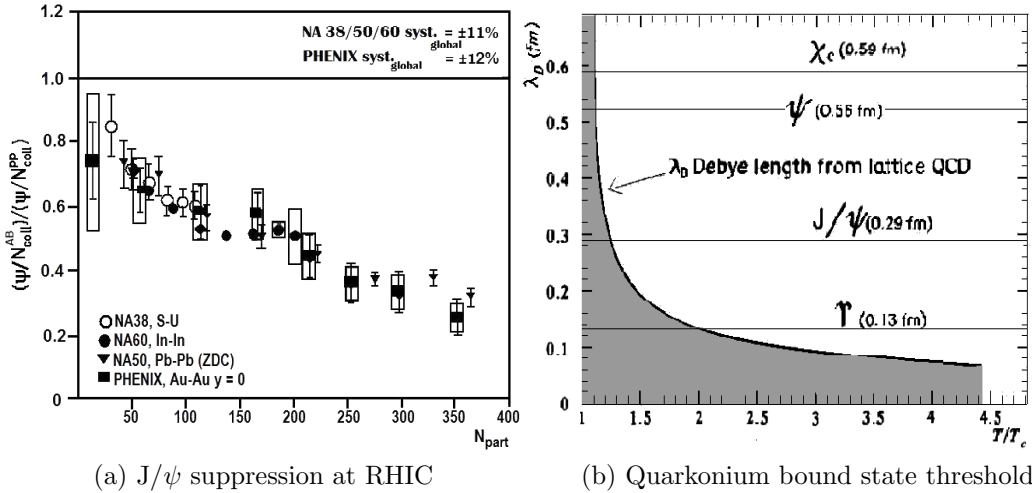 NA 38/50/60 syst.global = ±11%
PHENIX syst.global = ±12%
(ψ/N^AB_coll)/(ψ/N^PP_coll)
1.0
0.8
0.6
0.4
0.2
0
NA38, S-U
NA60, In-In
NA50, Pb-Pb (ZDC)
PHENIX, Au-Au y = 0
50 100 150 200 250 300 350 400
N_part
(a) J/ψ suppression at RHIC
λ_D (fm)
0.6
0.5
0.4
0.3
0.2
0.1
0
χ_c (0.59 fm)
ψ (0.56 fm)
λ_D Debye length from lattice QCD
J/ψ (0.29 fm)
ϒ (0.13 fm)
1 1.5 2 2.5 3 3.5 4 4.5
T/T_c
(b) Quarkonium bound state threshold